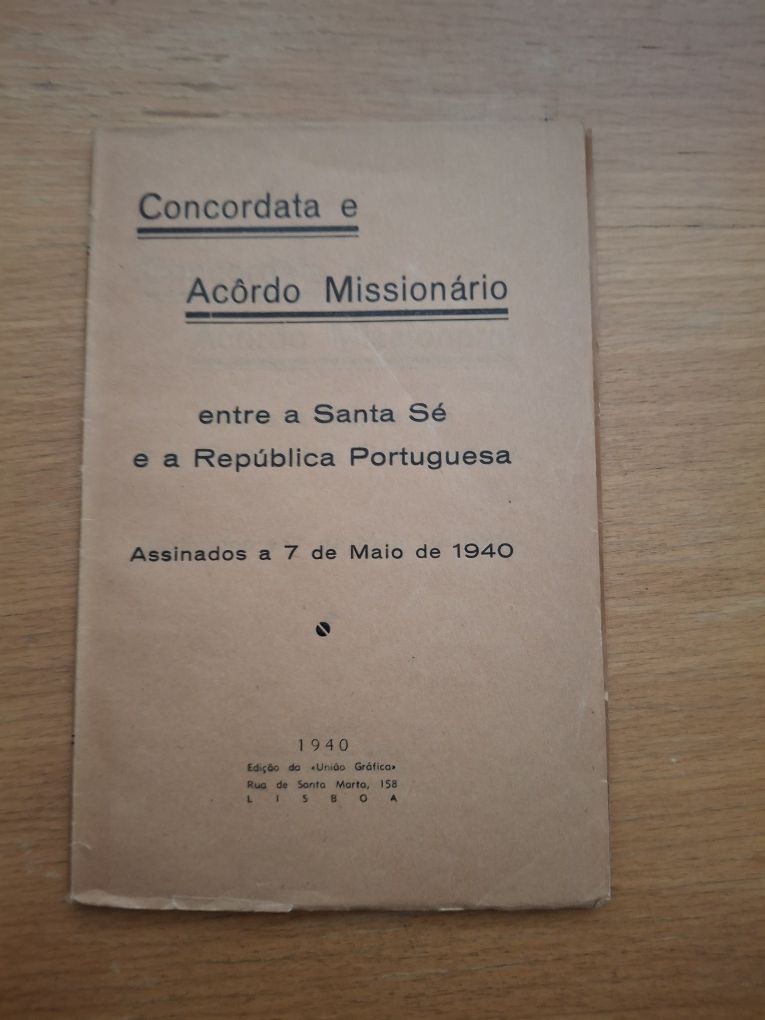 Concordata e
Acôrdo Missionário
entre a Santa Sé
e a República Portuguesa
Assinados a 7 de Maio de 1940
1940
Edição da «União Gráfica»
Rua de Santa Marta, 158
LISBOA